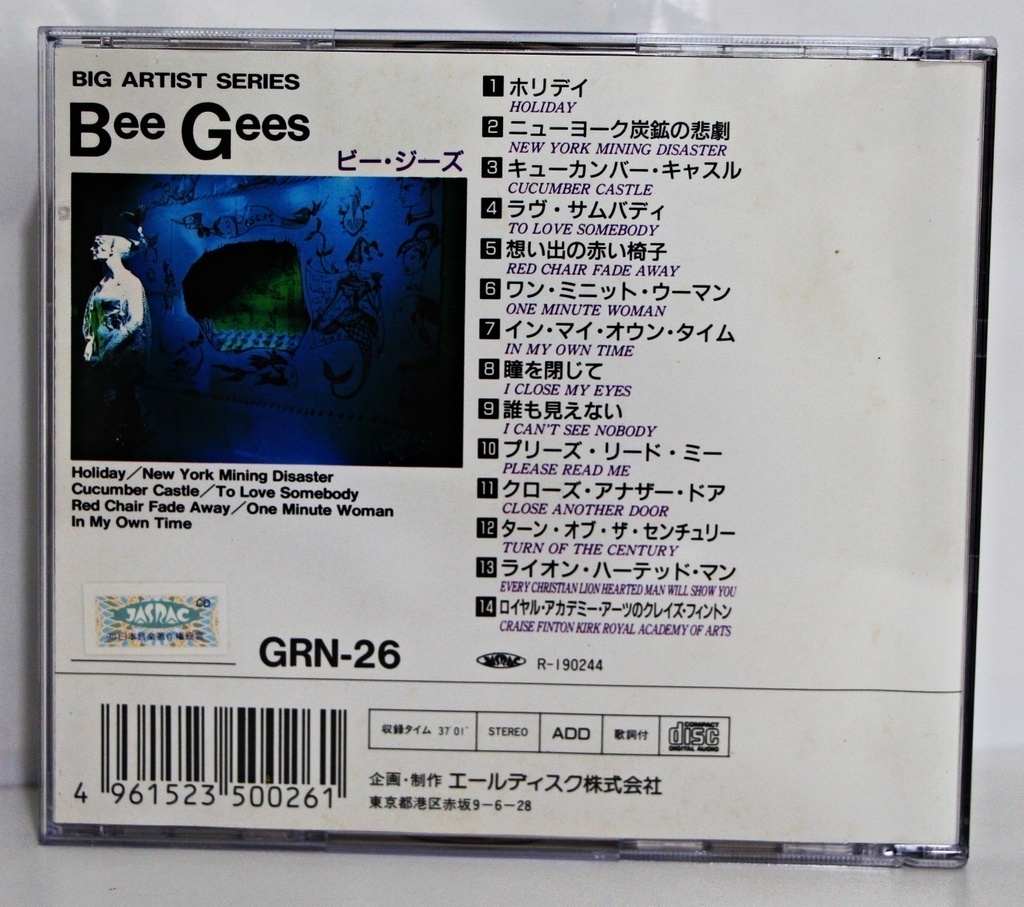 BIG ARTIST SERIES
Bee Gees
ビー・ジーズ
Holiday／New York Mining Disaster
Cucumber Castle／To Love Somebody
Red Chair Fade Away／One Minute Woman
In My Own Time
JASRAC
CD
GRN-26
1 ホリデイ
HOLIDAY
2 ニューヨーク炭鉱の悲劇
NEW YORK MINING DISASTER
3 キューカンバー・キャスル
CUCUMBER CASTLE
4 ラヴ・サムバディ
TO LOVE SOMEBODY
5 想い出の赤い椅子
RED CHAIR FADE AWAY
6 ワン・ミニット・ウーマン
ONE MINUTE WOMAN
7 イン・マイ・オウン・タイム
IN MY OWN TIME
8 瞳を閉じて
I CLOSE MY EYES
9 誰も見えない
I CAN'T SEE NOBODY
10 プリーズ・リード・ミー
PLEASE READ ME
11 クローズ・アナザー・ドア
CLOSE ANOTHER DOOR
12 ターン・オブ・ザ・センチュリー
TURN OF THE CENTURY
13 ライオン・ハーテッド・マン
EVERY CHRISTIAN LION HEARTED MAN WILL SHOW YOU
14 ロイヤル・アカデミー・アーツのクレイズ・フィントン
CRAISE FINTON KIRK ROYAL ACADEMY OF ARTS
JASRAC R-190244
4 961523 500261
収録タイム 37'01" STEREO ADD 歌詞付 COMPACT disc DIGITAL AUDIO
企画・制作 エールディスク株式会社
東京都港区赤坂9-6-28